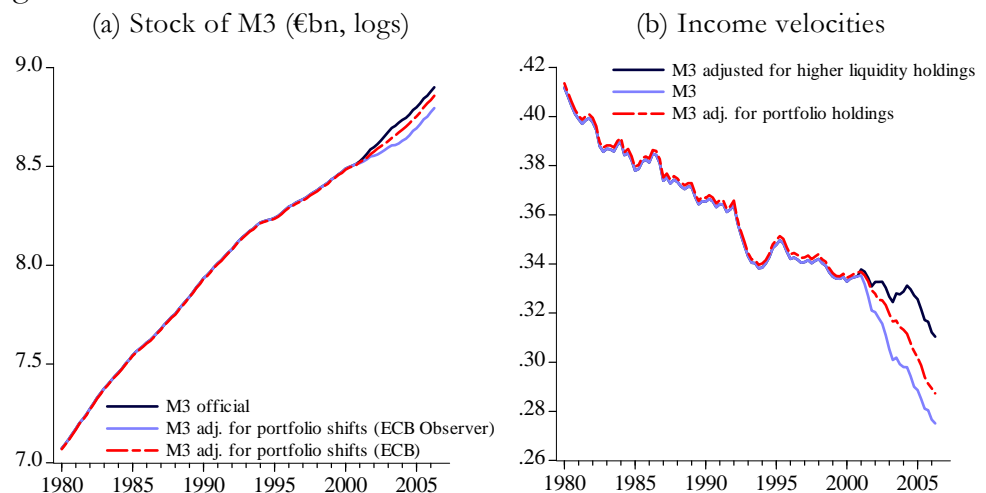 (a) Stock of M3 (€bn, logs)
9.0
8.5
8.0
7.5
7.0
M3 official
M3 adj. for portfolio shifts (ECB Observer)
M3 adj. for portfolio shifts (ECB)
1980 1985 1990 1995 2000 2005
(b) Income velocities
.42
.40
.38
.36
.34
.32
.30
.28
.26
M3 adjusted for higher liquidity holdings
M3
M3 adj. for portfolio holdings
1980 1985 1990 1995 2000 2005